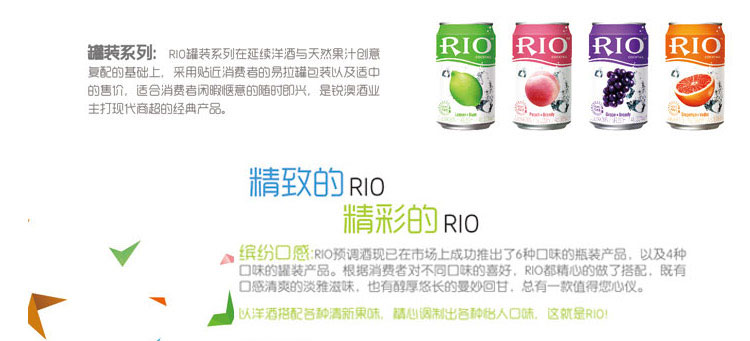 罐装系列: RIO罐装系列在延续洋酒与天然果汁创意
复配的基础上，采用贴近消费者的易拉罐包装以及适中
的售价，适合消费者闲暇惬意的随时即兴，是锐澳酒业
主打现代商超的经典产品。
RIO RIO RIO RIO
精致的 RIO
精彩的 RIO
缤纷口感:RIO预调酒现已在市场上成功推出了6种口味的瓶装产品，以及4种
口味的罐装产品。根据消费者对不同口味的喜好，RIO都精心的做了搭配，既有
口感清爽的淡雅滋味，也有醇厚悠长的曼妙回甘，总有一款值得您心仪。
以洋酒搭配各种清新果味，精心调制出各种怡人口味，这就是RIO!